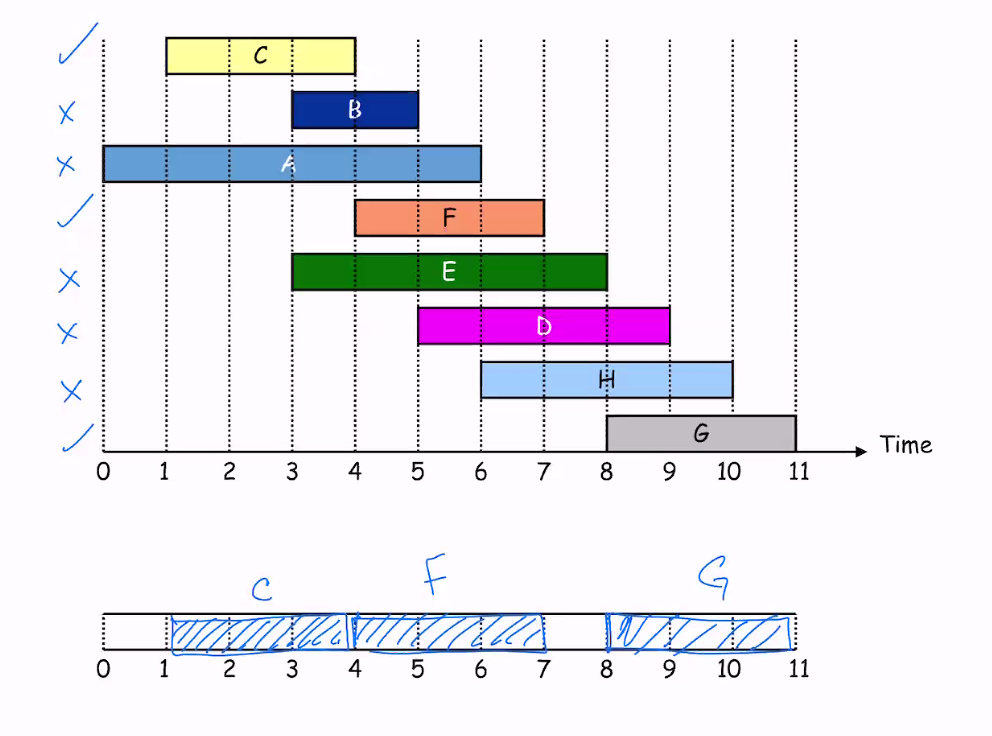 ✓ C
× B
× A
✓ F
× E
× D
× H
✓ G
Time
0 1 2 3 4 5 6 7 8 9 10 11
C F G
0 1 2 3 4 5 6 7 8 9 10 11